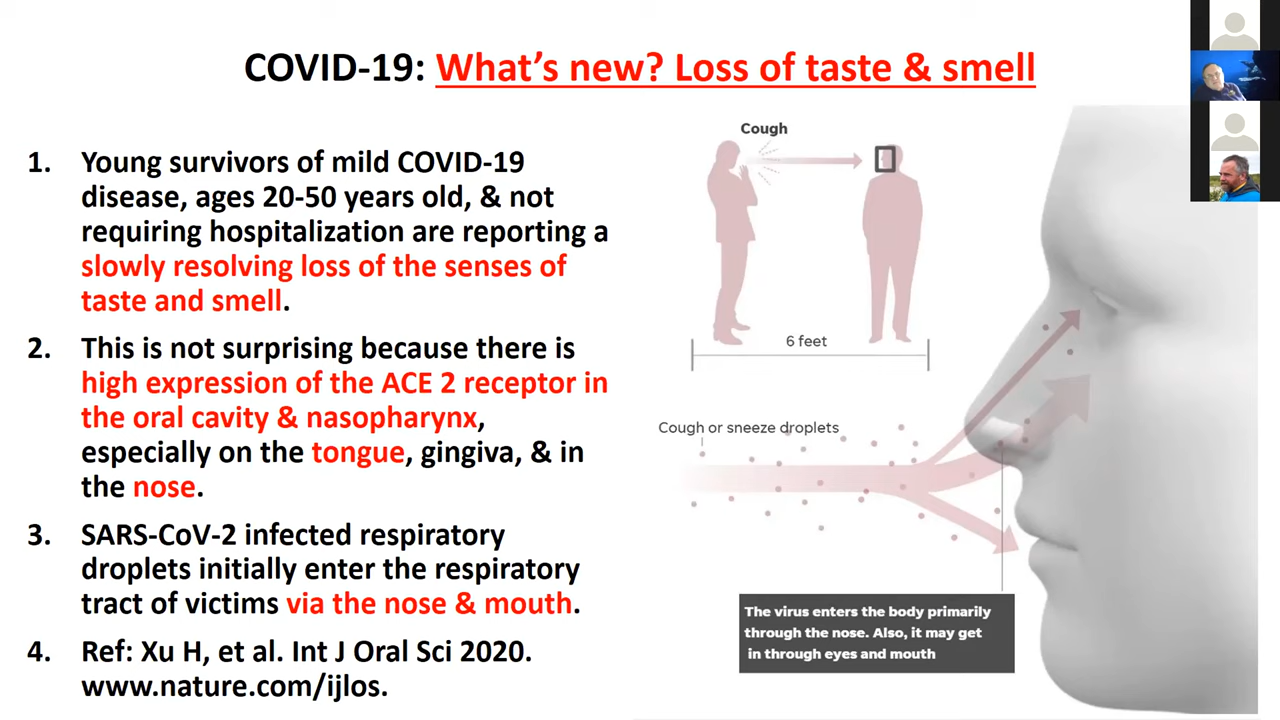 COVID-19: What's new? Loss of taste & smell
1. Young survivors of mild COVID-19
disease, ages 20-50 years old, & not
requiring hospitalization are reporting a
slowly resolving loss of the senses of
taste and smell.
2. This is not surprising because there is
high expression of the ACE 2 receptor in
the oral cavity & nasopharynx,
especially on the tongue, gingiva, & in
the nose.
3. SARS-CoV-2 infected respiratory
droplets initially enter the respiratory
tract of victims via the nose & mouth.
4. Ref: Xu H, et al. Int J Oral Sci 2020.
www.nature.com/ijlos.
Cough
6 feet
Cough or sneeze droplets
The virus enters the body primarily
through the nose. Also, it may get
in through eyes and mouth